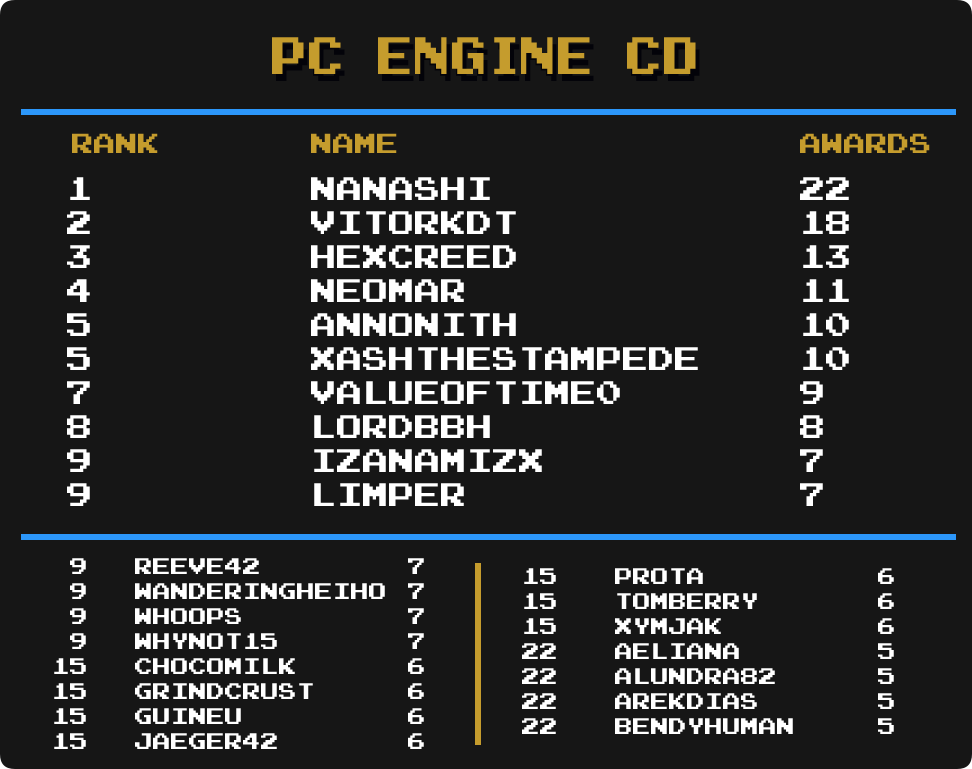 PC ENGINE CD
RANK NAME AWARDS
1 NANASHI 22
2 VITORKDT 18
3 HEXCREED 13
4 NEOMAR 11
5 ANNONITH 10
5 XASHTHESTAMPEDE 10
7 VALUEOFTIME0 9
8 LORDBBH 8
9 IZANAMIZX 7
9 LIMPER 7
9 REEVE42 7
9 WANDERINGHEIHO 7
9 WHOOPS 7
9 WHYNOT15 7
15 CHOCOMILK 6
15 GRINDCRUST 6
15 GUINEU 6
15 JAEGER42 6
15 PROTA 6
15 TOMBERRY 6
15 XYMJAK 6
22 AELIANA 5
22 ALUNDRA82 5
22 AREKDIAS 5
22 BENDYHUMAN 5